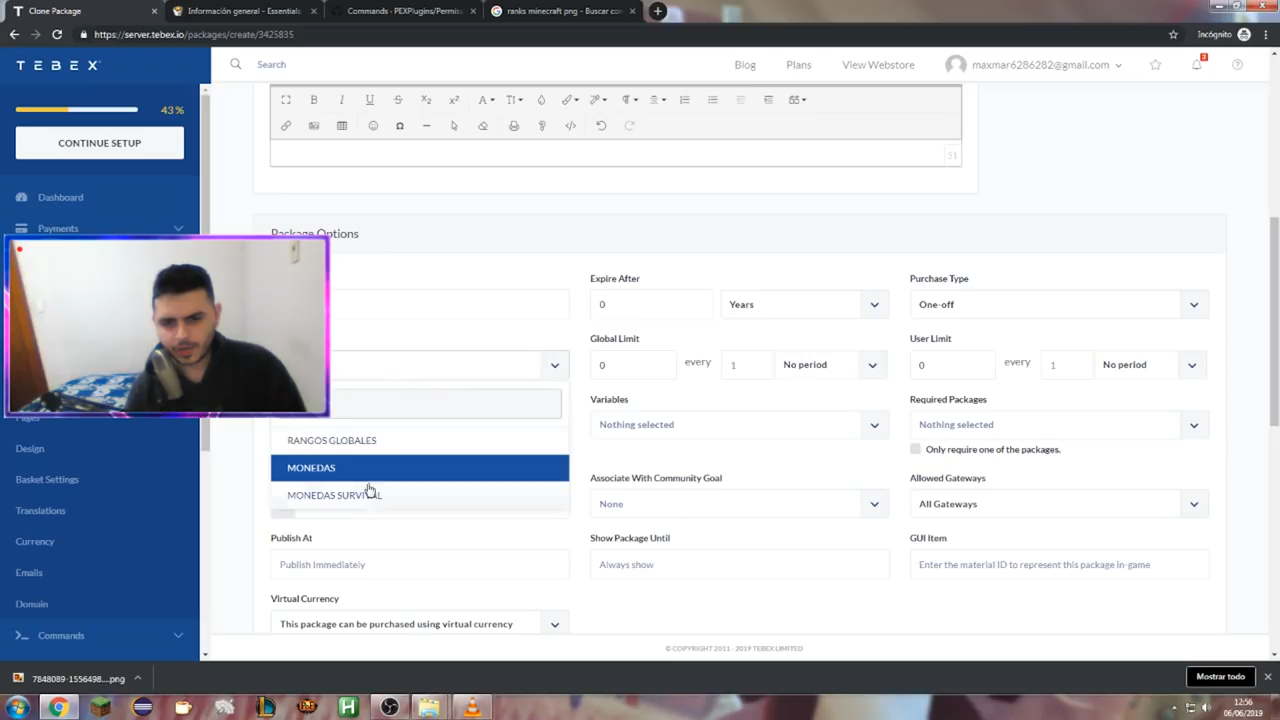 Clone Package
Información general - Essentials
Commands · PEXPlugins/Permiss
ranks minecraft png - Buscar con
https://server.tebex.io/packages/create/3425835
Incógnito
TEBEX
Search
Blog
Plans
View Webstore
maxmar6286282@gmail.com
3
43%
CONTINUE SETUP
Dashboard
Payments
Pages
Design
Basket Settings
Translations
Currency
Emails
Domain
Commands
51
Package Options
Expire After
0
Years
Purchase Type
One-off
Global Limit
0
every
1
No period
User Limit
0
every
1
No period
RANGOS GLOBALES
MONEDAS
MONEDAS SURVIVAL
Variables
Nothing selected
Required Packages
Nothing selected
Only require one of the packages.
Associate With Community Goal
None
Allowed Gateways
All Gateways
Publish At
Publish Immediately
Show Package Until
Always show
GUI Item
Enter the material ID to represent this package in-game
Virtual Currency
This package can be purchased using virtual currency
© COPYRIGHT 2011 - 2019 TEBEX LIMITED
7848089-1556498....png
Mostrar todo
12:56
06/06/2019